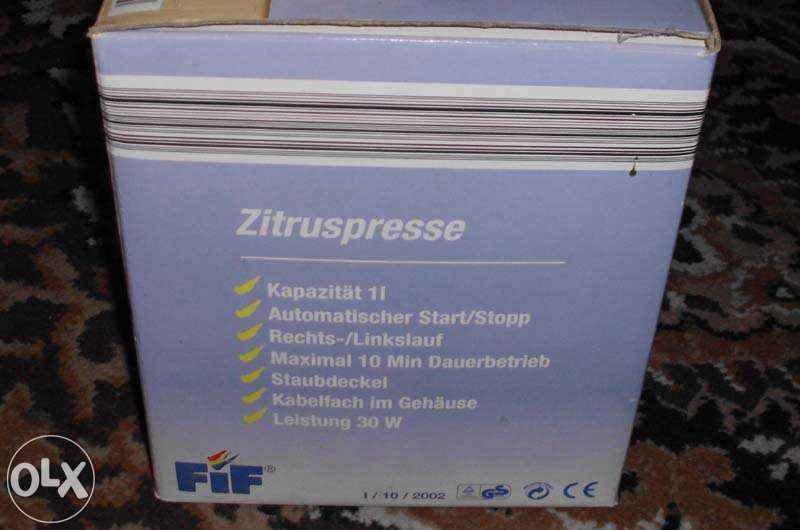 Zitruspresse
Kapazität 1l
Automatischer Start/Stopp
Rechts-/Linkslauf
Maximal 10 Min Dauerbetrieb
Staubdeckel
Kabelfach im Gehäuse
Leistung 30 W
FiF®
I / 10 / 2002
GS
CE
OLX